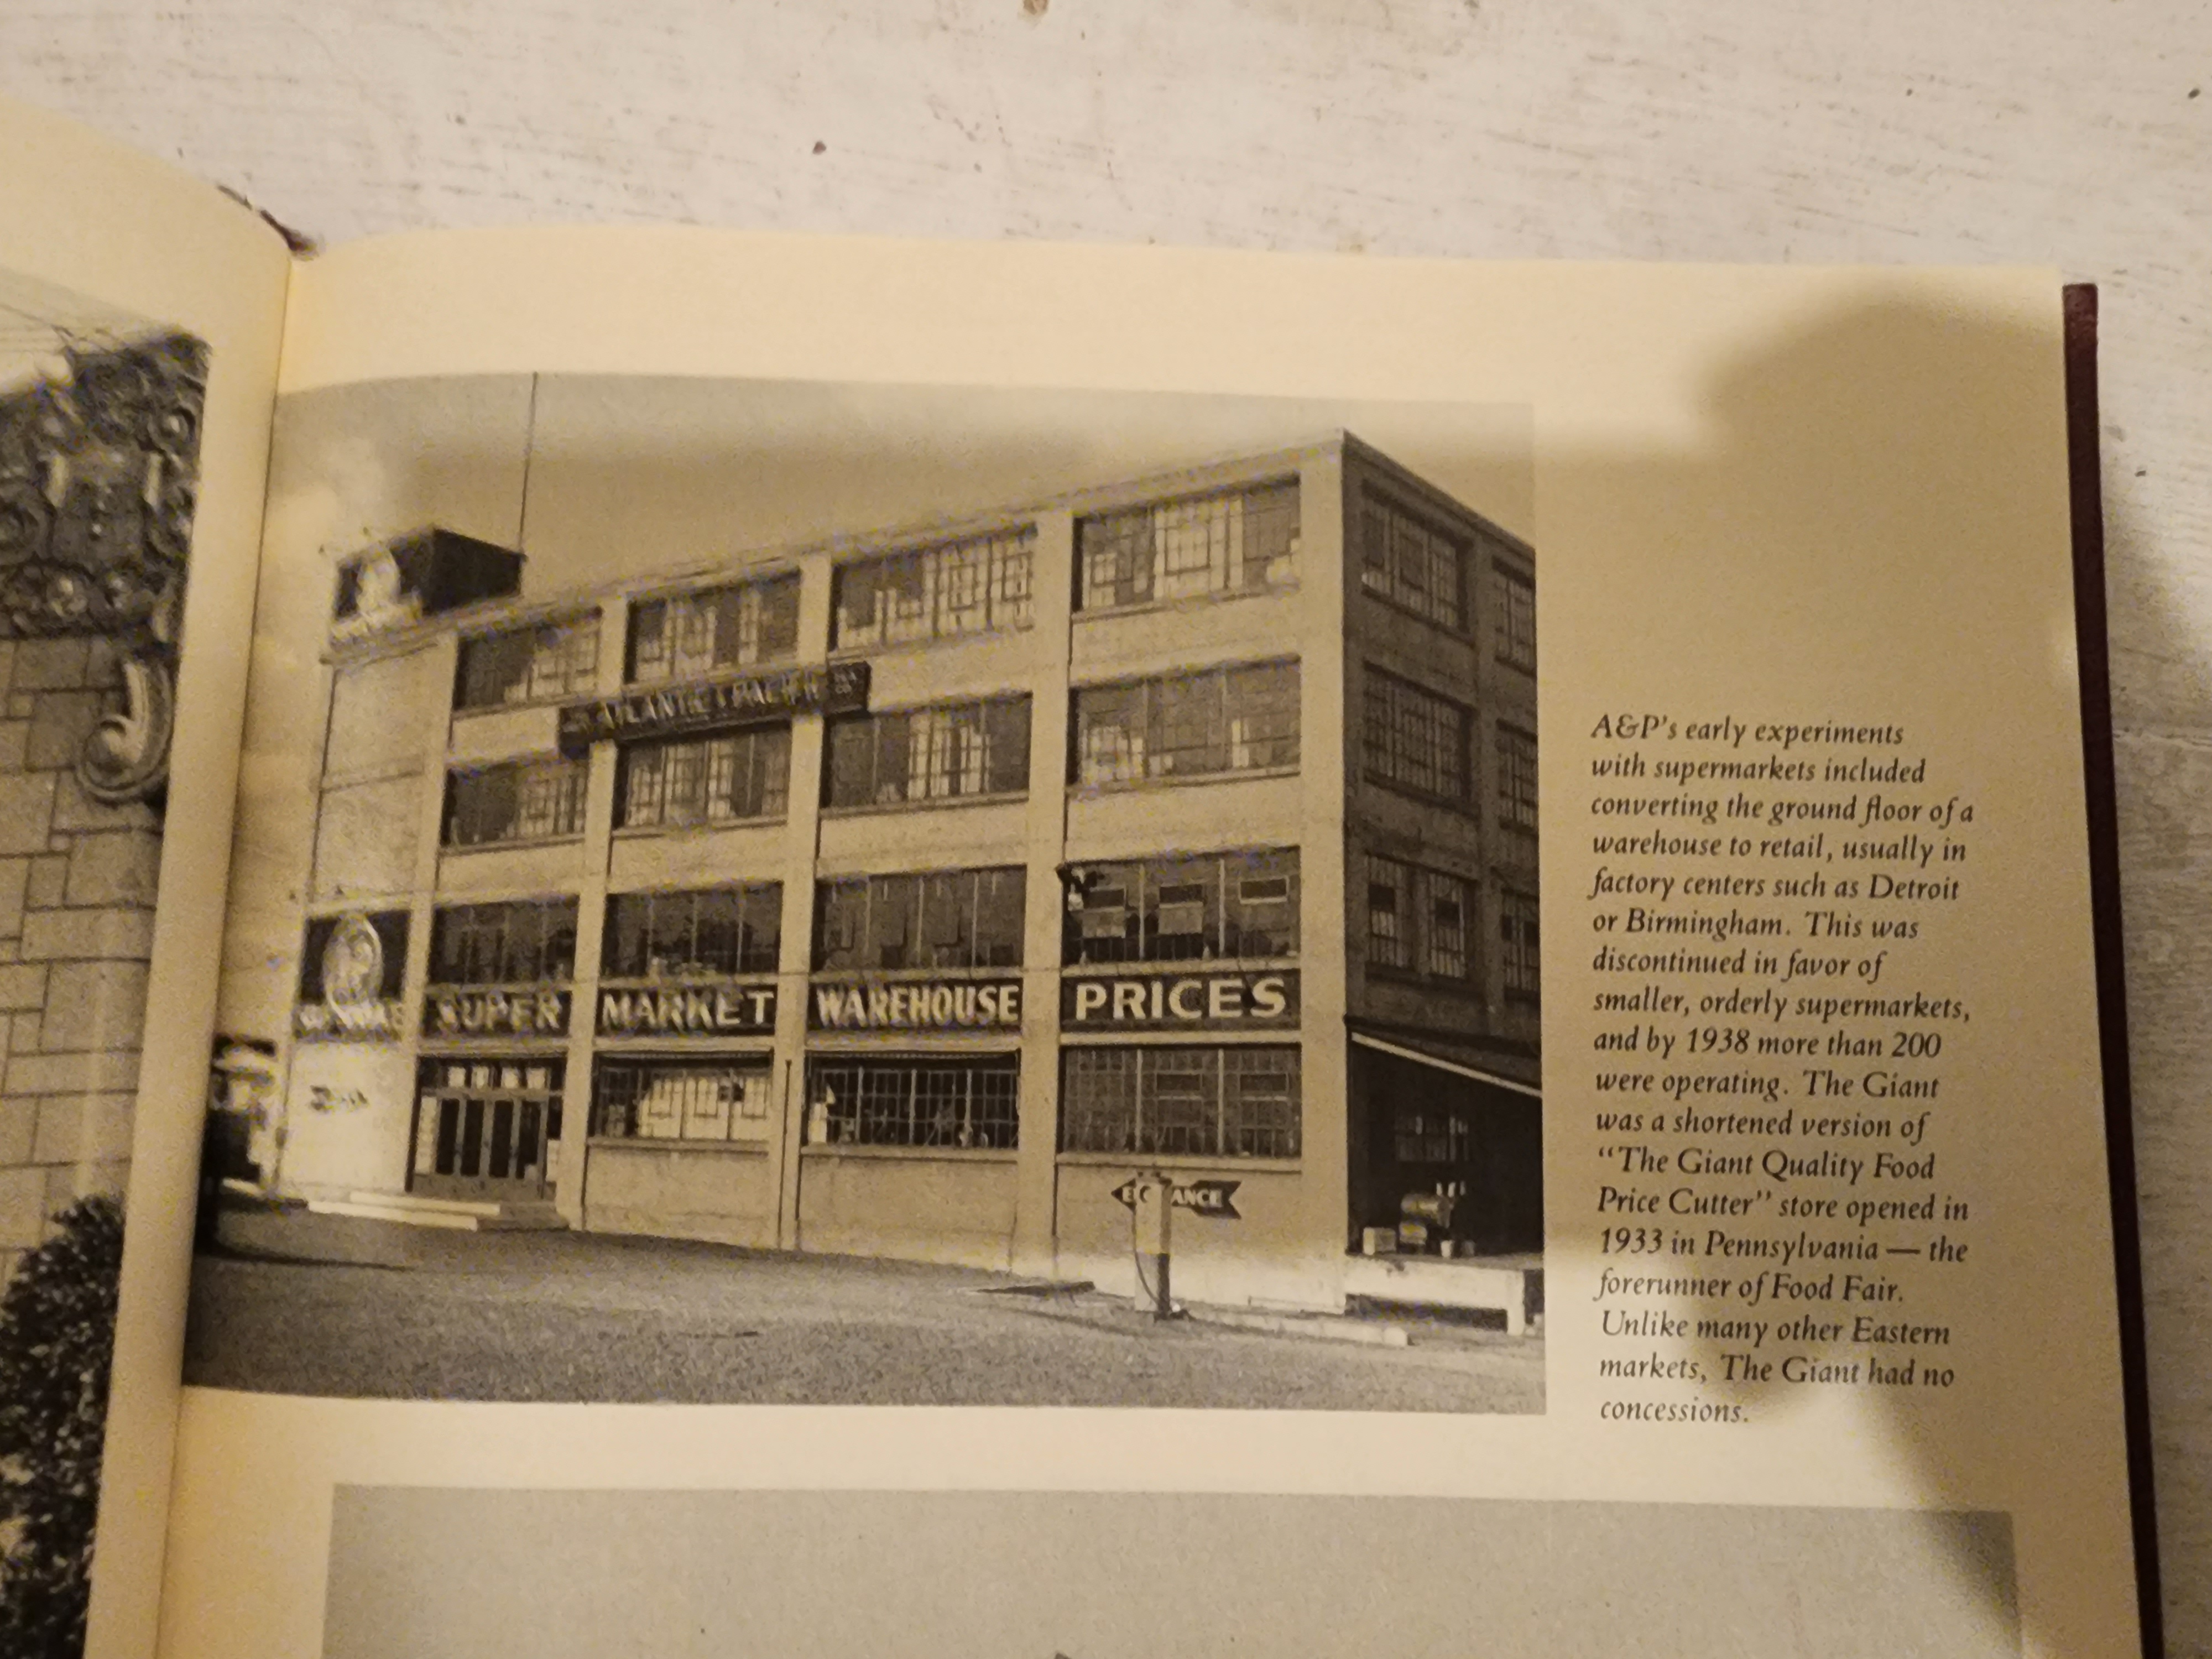 ATLANTIC & PACIFIC TEA CO
SUPER MARKET WAREHOUSE PRICES
ENTRANCE
A&P's early experiments
with supermarkets included
converting the ground floor of a
warehouse to retail, usually in
factory centers such as Detroit
or Birmingham. This was
discontinued in favor of
smaller, orderly supermarkets,
and by 1938 more than 200
were operating. The Giant
was a shortened version of
“The Giant Quality Food
Price Cutter” store opened in
1933 in Pennsylvania — the
forerunner of Food Fair.
Unlike many other Eastern
markets, The Giant had no
concessions.